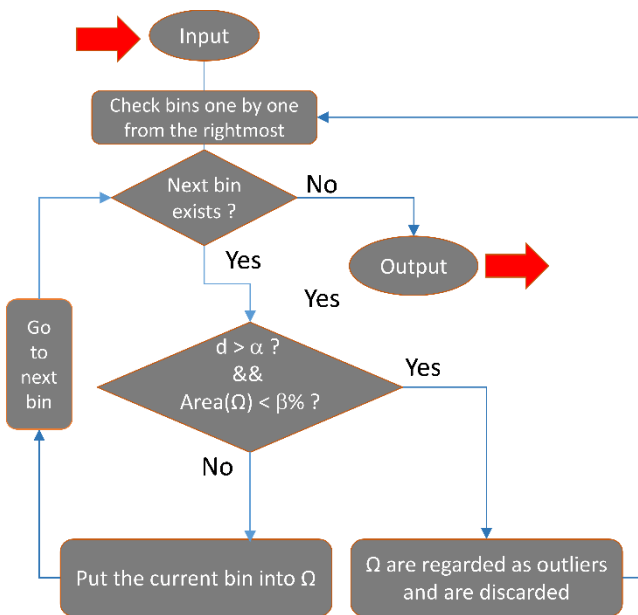 Input
Check bins one by one
from the rightmost
Next bin
exists ?
No
Output
Yes
Yes
Go
to
next
bin
d > α ?
&&
Area(Ω) < β% ?
Yes
No
Put the current bin into Ω
Ω are regarded as outliers
and are discarded